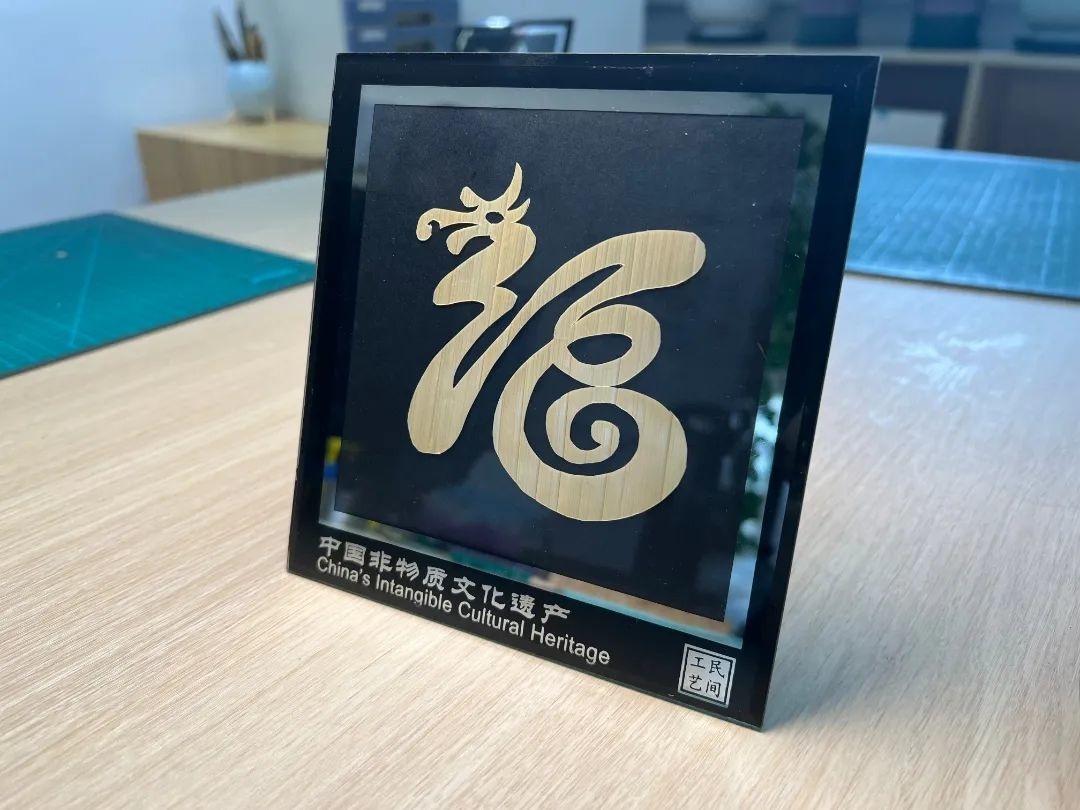 福
中国非物质文化遗产
China's Intangible Cultural Heritage
民间
工艺